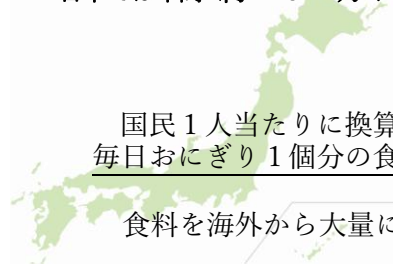 国民１人当たりに換算
毎日おにぎり１個分の食
食料を海外から大量に